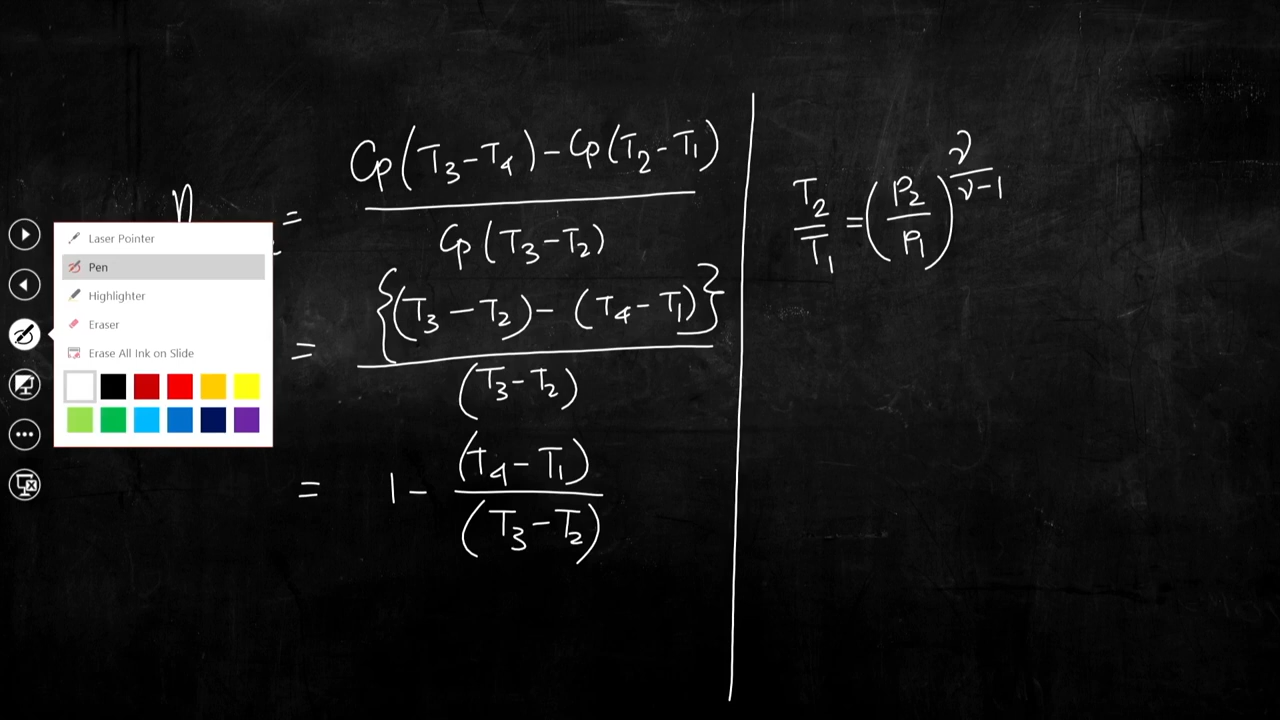 η =
Cp(T3-T4)-Cp(T2-T1)
Cp(T3-T2)
= {(T3-T2)-(T4-T1)}
(T3-T2)
= 1- (T4-T1)
(T3-T2)
T2/T1=(P2/P1)^γ/γ-1
Laser Pointer
Pen
Highlighter
Eraser
Erase All Ink on Slide